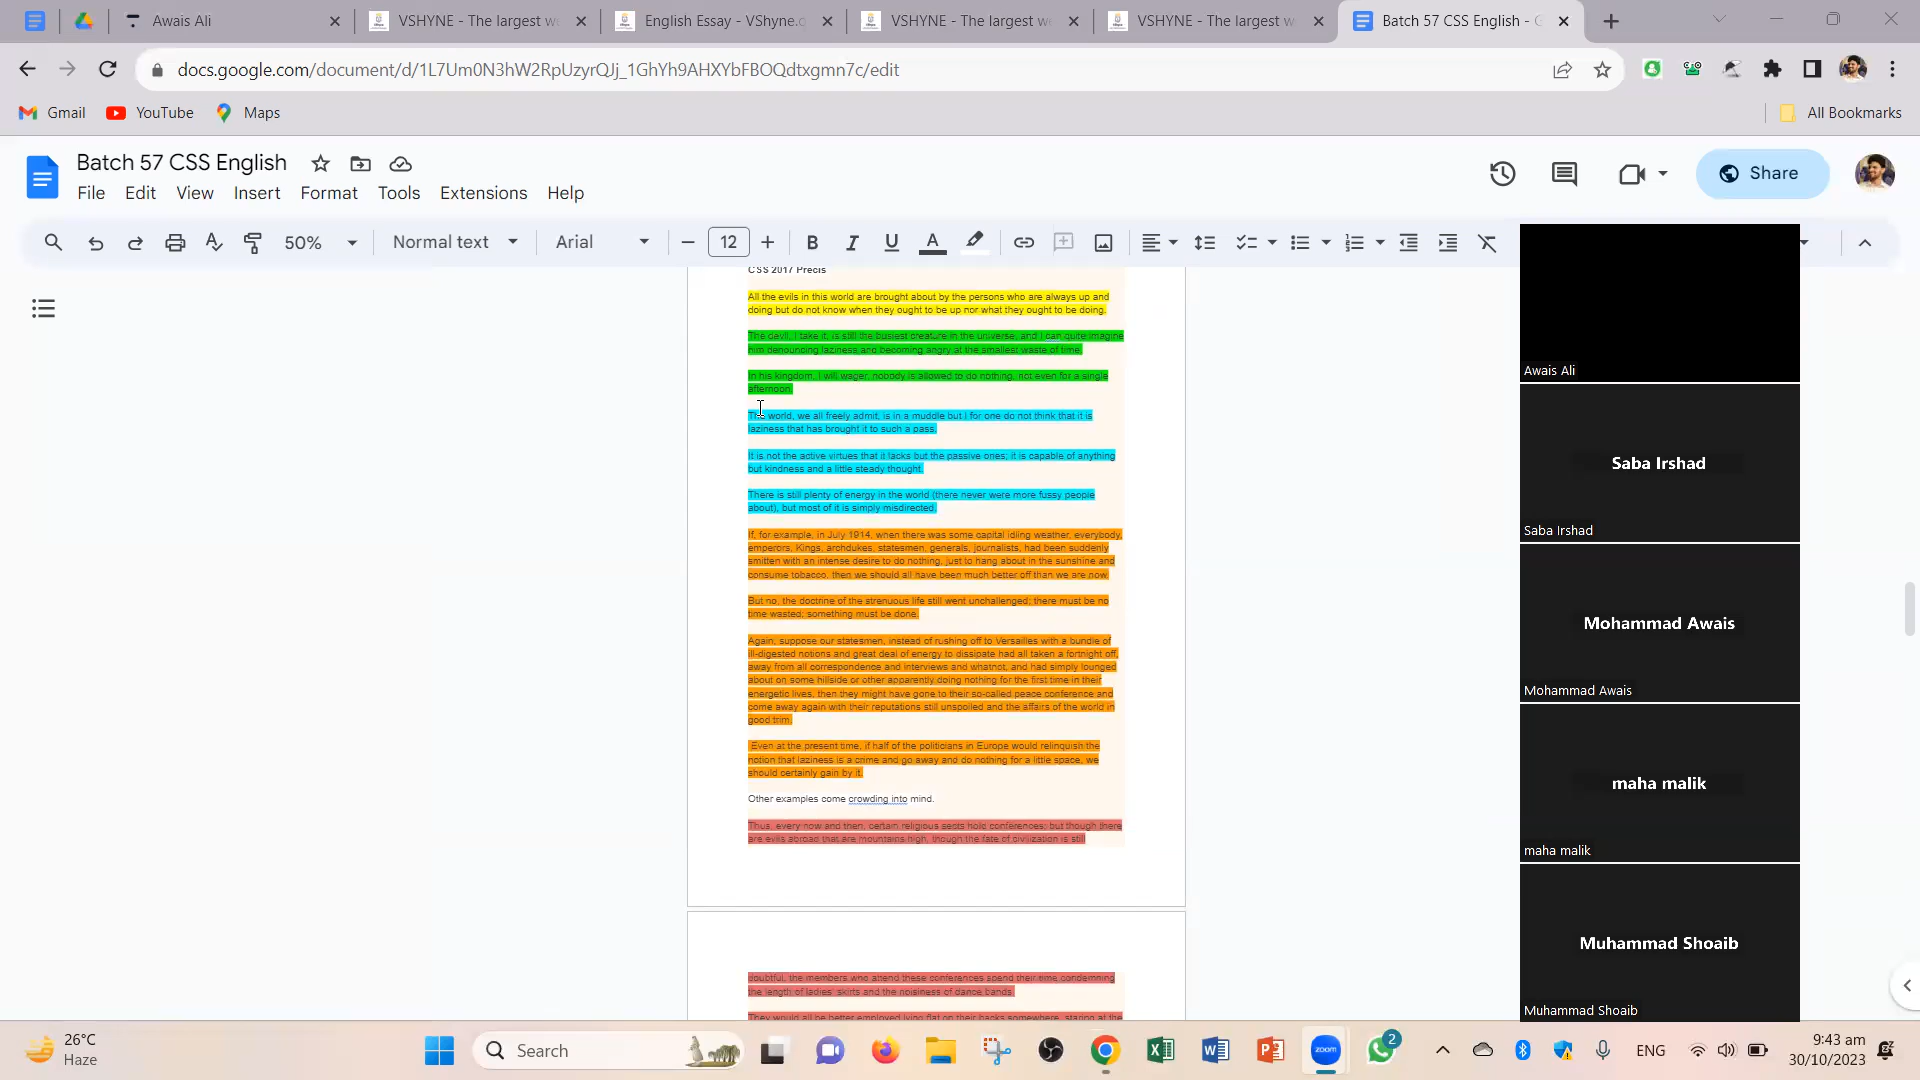 Awais Ali
VSHYNE - The largest w
English Essay - VShyne.c
VSHYNE - The largest w
VSHYNE - The largest w
Batch 57 CSS English - G
docs.google.com/document/d/1L7Um0N3hW2RpUzyrQJj_1GhYh9AHXYbFBOQdtxgmn7c/edit
Gmail
YouTube
Maps
All Bookmarks
Batch 57 CSS English
File Edit View Insert Format Tools Extensions Help
Share
50%
Normal text
Arial
12
CSS 2017 Precis
All the evils in this world are brought about by the persons who are always up and
doing but do not know when they ought to be up nor what they ought to be doing.
The devil, I take it, is still the busiest creature in the universe, and I can quite imagine
him denouncing laziness and becoming angry at the smallest waste of time.
In his kingdom, I will wager, nobody is allowed to do nothing, not even for a single
afternoon.
The world, we all freely admit, is in a muddle but I for one do not think that it is
laziness that has brought it to such a pass.
It is not the active virtues that it lacks but the passive ones; it is capable of anything
but kindness and a little steady thought.
There is still plenty of energy in the world (there never were more fussy people
about), but most of it is simply misdirected.
If, for example, in July 1914, when there was some capital idling weather, everybody,
emperors, Kings, archdukes, statesmen, generals, journalists, had been suddenly
smitten with an intense desire to do nothing, just to hang about in the sunshine and
consume tobacco, then we should all have been much better off than we are now.
But no, the doctrine of the strenuous life still went unchallenged; there must be no
time wasted; something must be done.
Again, suppose our statesmen, instead of rushing off to Versailles with a bundle of
ill-digested notions and great deal of energy to dissipate had all taken a fortnight off,
away from all correspondence and interviews and whatnot, and had simply lounged
about on some hillside or other apparently doing nothing for the first time in their
energetic lives, then they might have gone to their so-called peace conference and
come away again with their reputations still unspoiled and the affairs of the world in
good trim.
Even at the present time, if half of the politicians in Europe would relinquish the
notion that laziness is a crime and go away and do nothing for a little space, we
should certainly gain by it.
Other examples come crowding into mind.
Thus, every now and then, certain religious sects hold conferences; but though there
are evils abroad that are mountains high, though the fate of civilization is still
doubtful, the members who attend these conferences spend their time condemning
the length of ladies' skirts and the noisiness of dance bands.
They would all be better employed lying flat on their backs somewhere, staring at the
Awais Ali
Saba Irshad
Saba Irshad
Mohammad Awais
Mohammad Awais
maha malik
maha malik
Muhammad Shoaib
Muhammad Shoaib
26°C
Haze
Search
zoom
2
ENG
9:43 am
30/10/2023